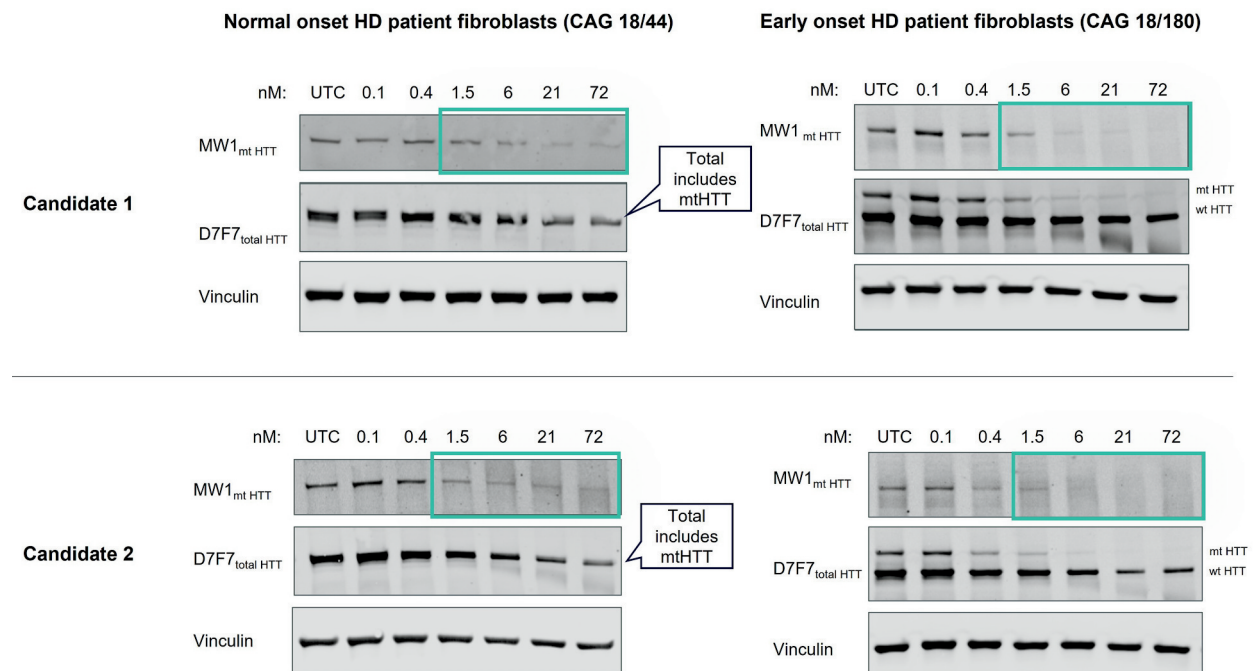 Normal onset HD patient fibroblasts (CAG 18/44)
Early onset HD patient fibroblasts (CAG 18/180)
Candidate 1
nM: UTC 0.1 0.4 1.5 6 21 72
MW1mt HTT
D7F7total HTT
Vinculin
Total
includes
mtHTT
nM: UTC 0.1 0.4 1.5 6 21 72
MW1mt HTT
D7F7total HTT
mt HTT
wt HTT
Vinculin
Candidate 2
nM: UTC 0.1 0.4 1.5 6 21 72
MW1mt HTT
D7F7total HTT
Vinculin
Total
includes
mtHTT
nM: UTC 0.1 0.4 1.5 6 21 72
MW1mt HTT
D7F7total HTT
mt HTT
wt HTT
Vinculin